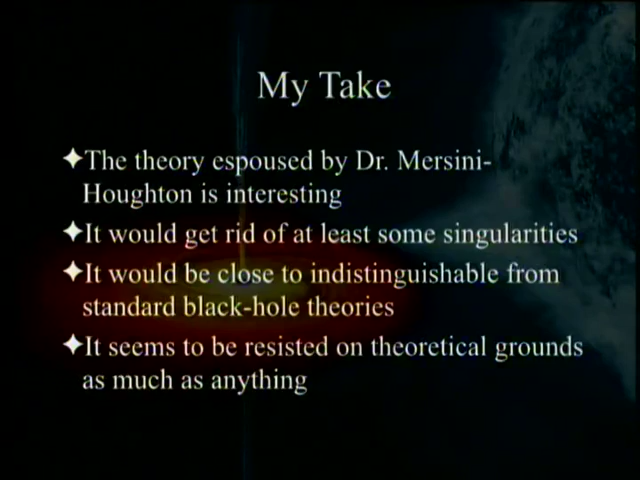 My Take
✦The theory espoused by Dr. Mersini-
Houghton is interesting
✦It would get rid of at least some singularities
✦It would be close to indistinguishable from
standard black-hole theories
✦It seems to be resisted on theoretical grounds
as much as anything